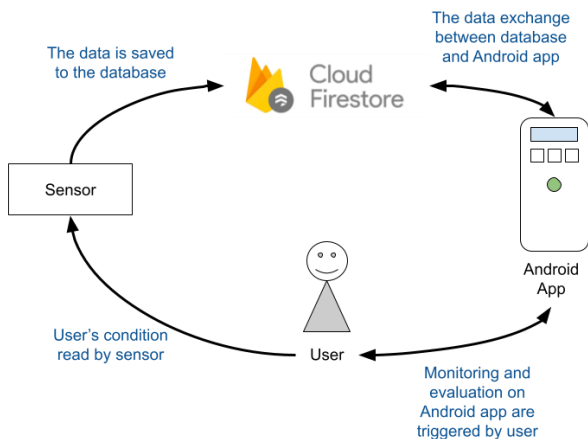 The data exchange
between database
and Android app
The data is saved
to the database
Cloud
Firestore
Sensor
Android
App
User's condition
read by sensor
User
Monitoring and
evaluation on
Android app are
triggered by user